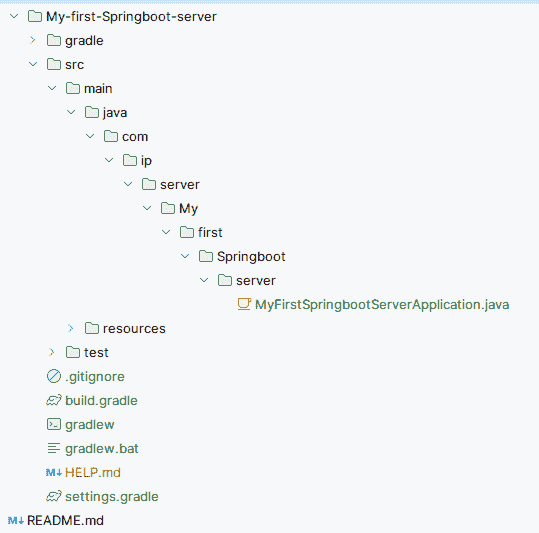 My-first-Springboot-server
gradle
src
main
java
com
ip
server
My
first
Springboot
server
MyFirstSpringbootServerApplication.java
resources
test
.gitignore
build.gradle
gradlew
gradlew.bat
M↓ HELP.md
settings.gradle
M↓ README.md